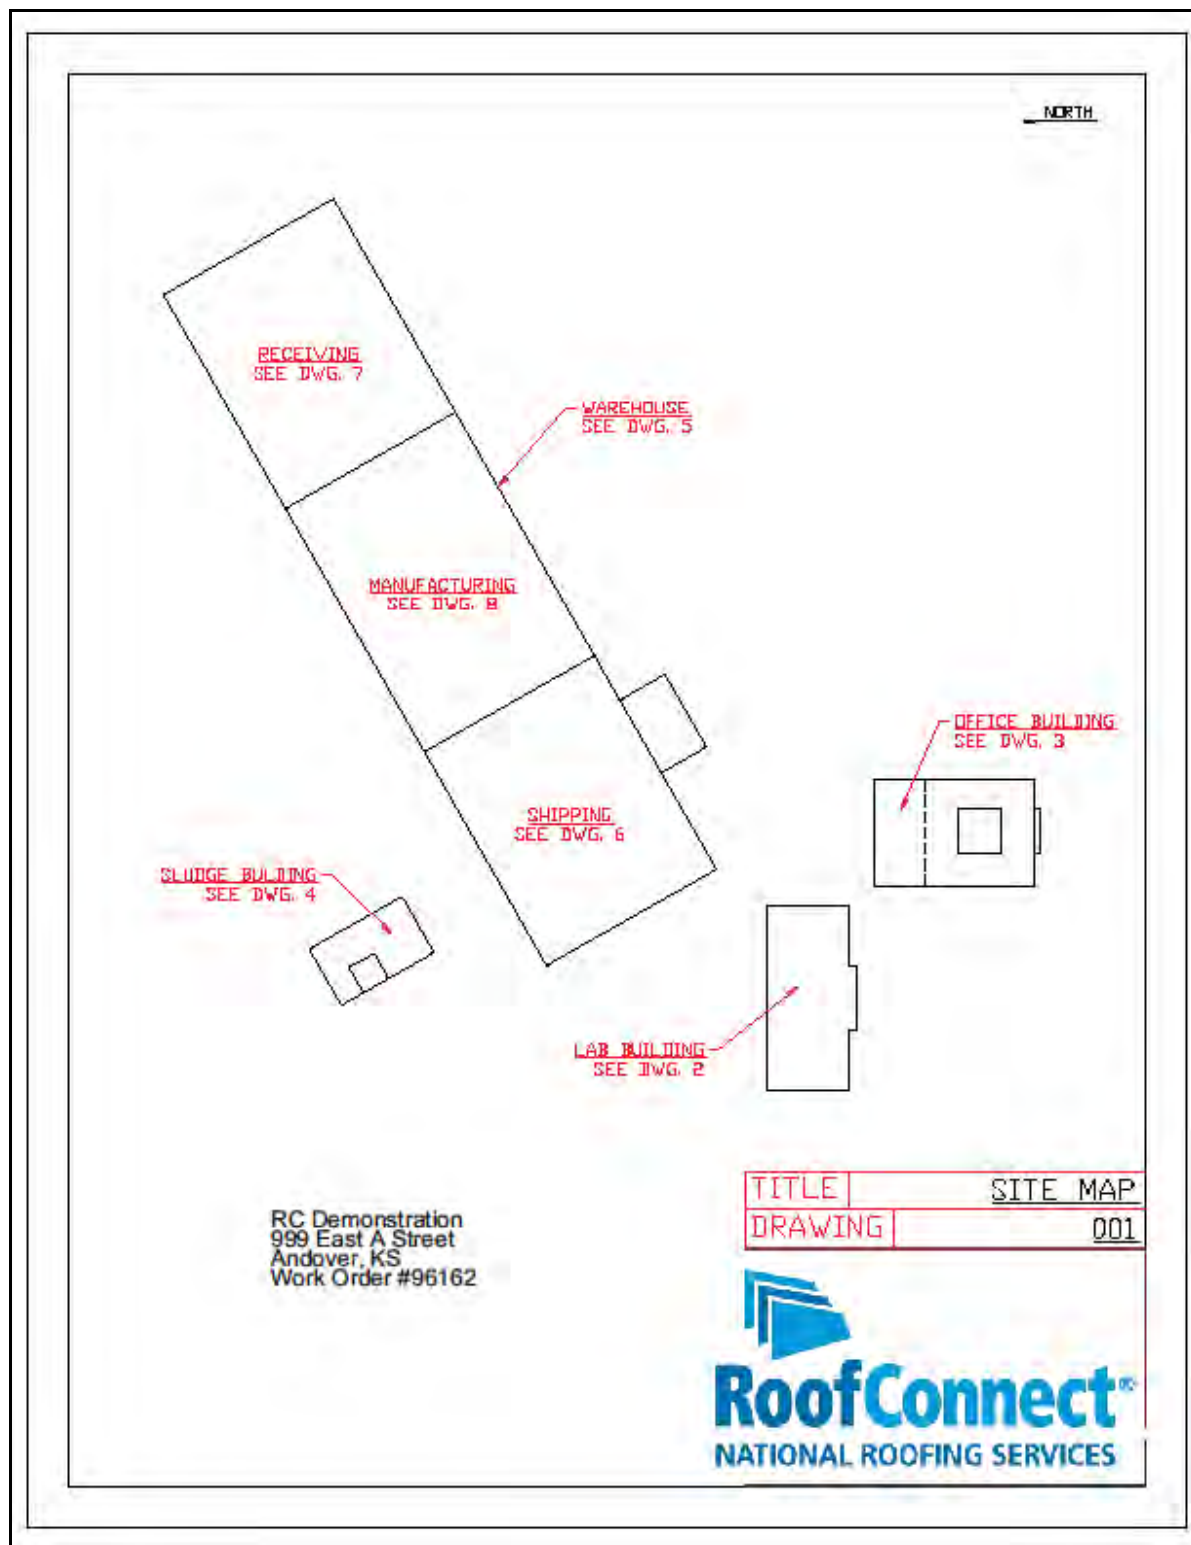 NORTH
RECEIVING
SEE DWG. 7
WAREHOUSE
SEE DWG. 5
MANUFACTURING
SEE DWG. 8
OFFICE BUILDING
SEE DWG. 3
SHIPPING
SEE DWG. 6
SLUDGE BULDING
SEE DWG. 4
LAB BUILDING
SEE DWG. 2
TITLE SITE MAP
DRAWING 001
RC Demonstration
999 East A Street
Andover, KS
Work Order #96162
RoofConnect®
NATIONAL ROOFING SERVICES